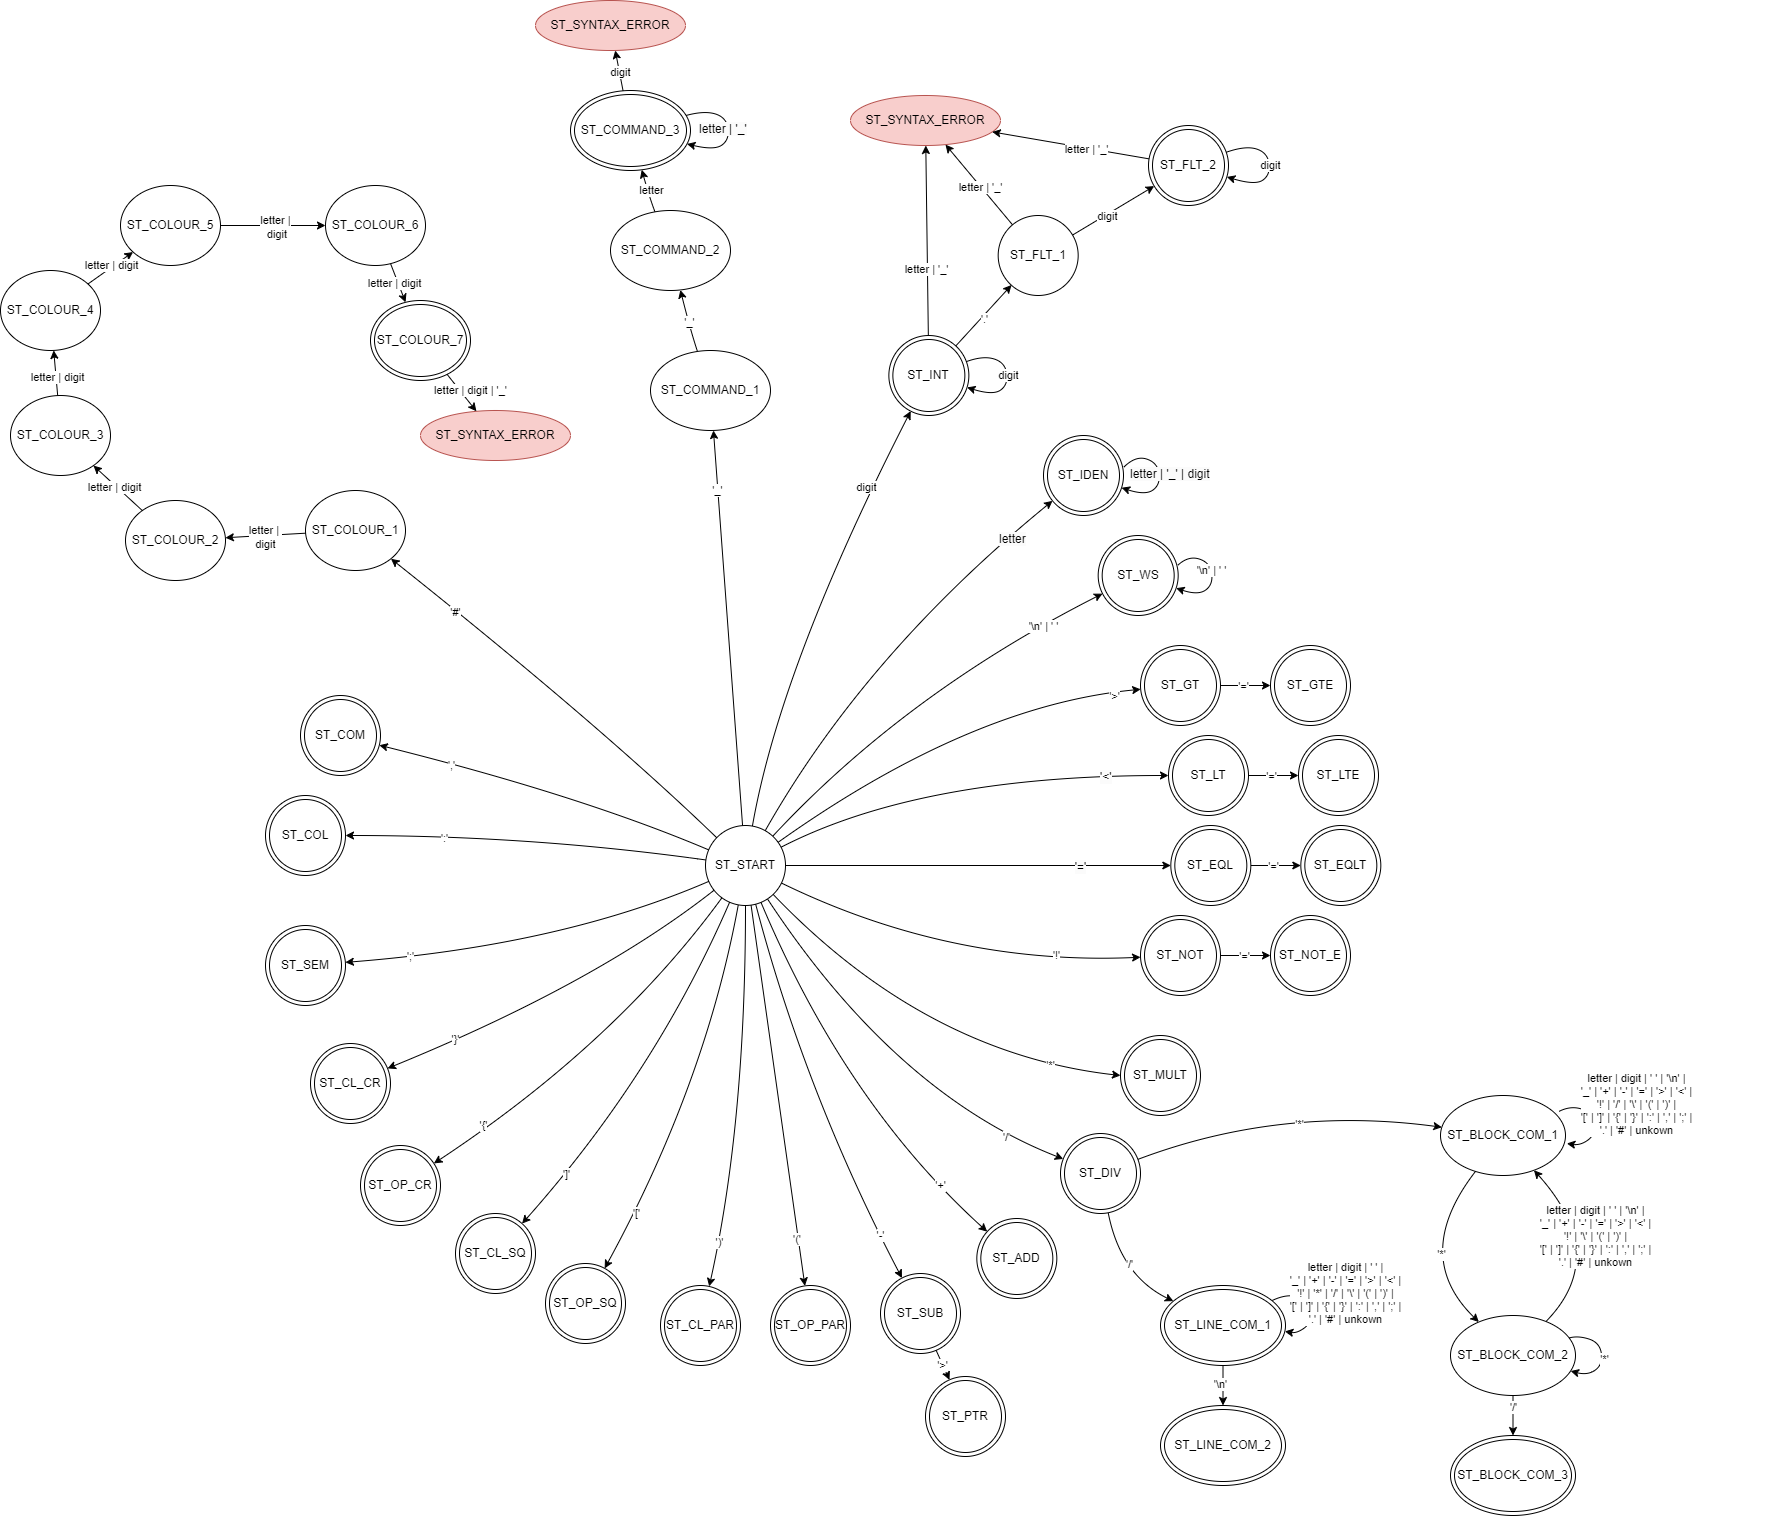 ST_SYNTAX_ERROR
digit
ST_COMMAND_3
letter | '_'
letter
ST_COMMAND_2
'_'
ST_COMMAND_1
'_'
ST_SYNTAX_ERROR
letter | '_'
ST_FLT_2
digit
letter | '_'
digit
ST_FLT_1
letter | '_'
'.'
ST_INT
digit
digit
ST_COLOUR_5
letter |
digit
ST_COLOUR_6
letter | digit
letter | digit
ST_COLOUR_4
ST_COLOUR_7
letter | digit
letter | digit | '_'
ST_SYNTAX_ERROR
ST_COLOUR_3
letter | digit
ST_COLOUR_2
letter |
digit
ST_COLOUR_1
'#'
ST_IDEN
letter | '_' | digit
letter
ST_WS
'\n' | ' '
'\n' | ' '
ST_GT
'>'
'='
ST_GTE
ST_COM
','
'<'
ST_LT
'='
ST_LTE
ST_COL
':'
ST_START
'='
ST_EQL
'='
ST_EQLT
ST_SEM
';'
'!'
ST_NOT
'='
ST_NOT_E
'}'
ST_CL_CR
'*'
ST_MULT
'{'
ST_OP_CR
'/'
ST_DIV
'*'
ST_BLOCK_COM_1
letter | digit | ' ' | '\n' |
'_' | '+' | '-' | '=' | '>' | '<' |
'!' | '/' | '\' | '(' | ')' |
'[' | ']' | '{' | '}' | ':' | ',' | ';' |
'.' | '#' | unkown
']'
ST_CL_SQ
'['
ST_OP_SQ
')'
ST_CL_PAR
'('
ST_OP_PAR
'-'
ST_SUB
'>'
ST_PTR
'+'
ST_ADD
'/'
ST_LINE_COM_1
letter | digit | ' ' |
'_' | '+' | '-' | '=' | '>' | '<' |
'!' | '*' | '/' | '\' | '(' | ')' |
'[' | ']' | '{' | '}' | ':' | ',' | ';' |
'.' | '#' | unkown
'\n'
ST_LINE_COM_2
'*'
letter | digit | ' ' | '\n' |
'_' | '+' | '-' | '=' | '>' | '<' |
'!' | '\' | '(' | ')' |
'[' | ']' | '{' | '}' | ':' | ',' | ';' |
'.' | '#' | unkown
ST_BLOCK_COM_2
'*'
'/'
ST_BLOCK_COM_3